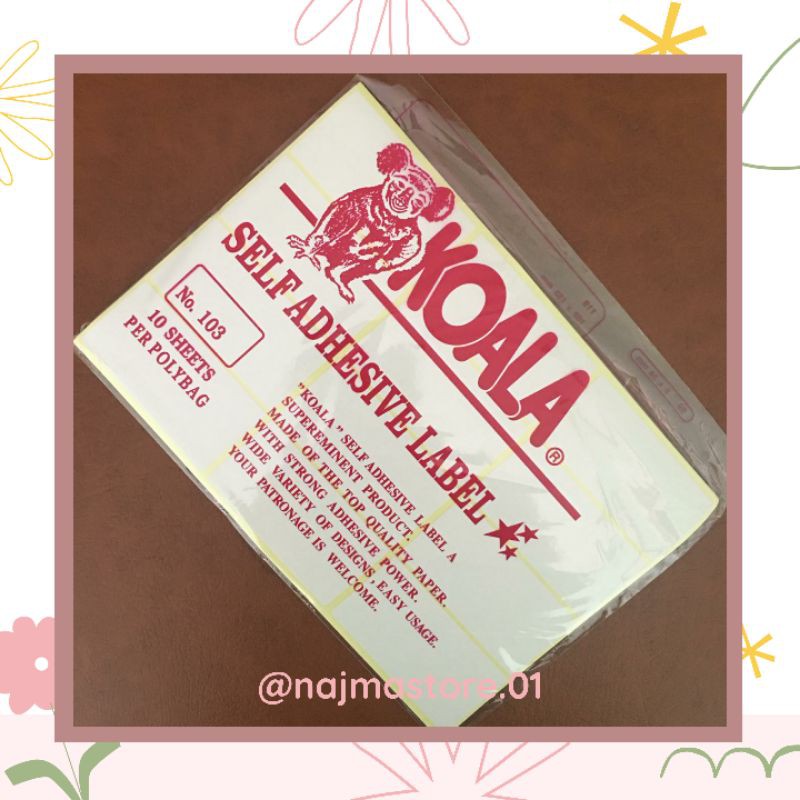 KOALA®
SELF ADHESIVE LABEL
No. 103
10 SHEETS
PER POLYBAG
"KOALA" SELF ADHESIVE LABEL A
SUPEREMINENT PRODUCT.
MADE OF THE TOP QUALITY PAPER,
WITH STRONG ADHESIVE POWER.
WIDE VARIETY OF DESIGNS, EASY USAGE.
YOUR PATRONAGE IS WELCOME.
@najmastore.01